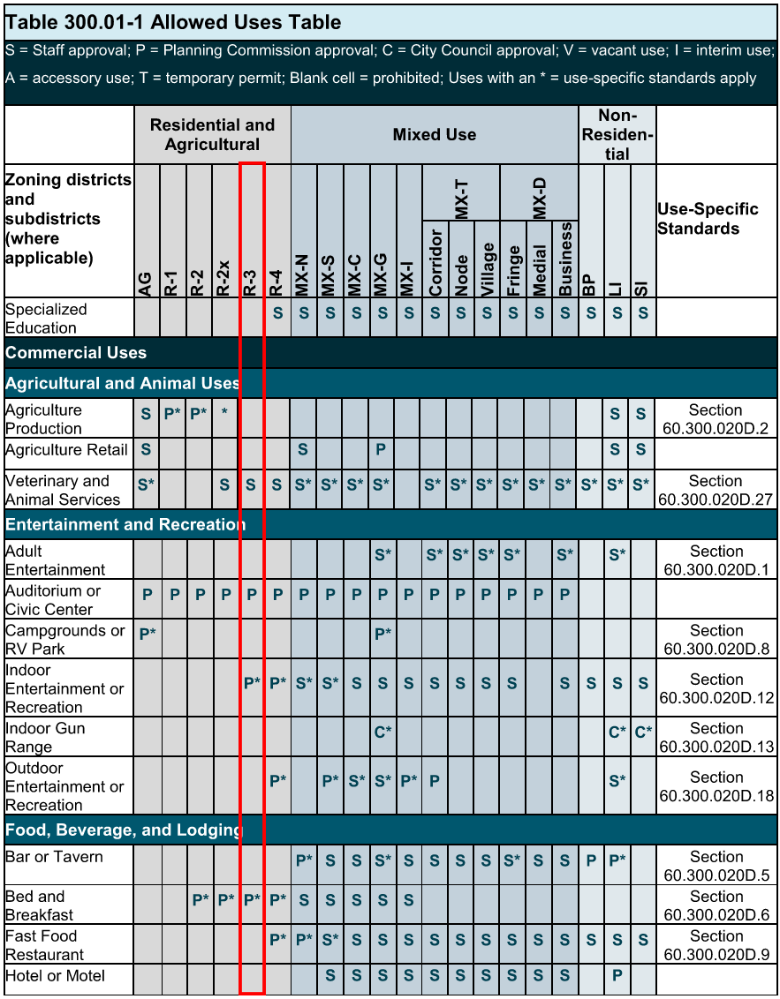 Table 300.01-1 Allowed Uses Table
S = Staff approval; P = Planning Commission approval; C = City Council approval; V = vacant use; I = interim use;
A = accessory use; T = temporary permit; Blank cell = prohibited; Uses with an * = use-specific standards apply
Residential and
Agricultural
Mixed Use
Non-
Residen-
tial
Zoning districts
and
subdistricts
(where
applicable)
AG
R-1
R-2
R-2x
R-3
R-4
MX-N
MX-S
MX-C
MX-G
MX-I
MX-T
Corridor
Node
Village
MX-D
Fringe
Medial
Business
BP
LI
SI
Use-Specific
Standards
Specialized
Education
S S S S S S S S S S S S S S S
Commercial Uses
Agricultural and Animal Uses
Agriculture
Production
S P* P* * S S
Section
60.300.020D.2
Agriculture Retail S S P S S
Veterinary and
Animal Services
S* S S S S* S* S* S* S* S* S* S* S* S* S* S* S*
Section
60.300.020D.27
Entertainment and Recreation
Adult
Entertainment
S* S* S* S* S* S* S*
Section
60.300.020D.1
Auditorium or
Civic Center
P P P P P P P P P P P P P P P P P
Campgrounds or
RV Park
P* P*
Section
60.300.020D.8
Indoor
Entertainment or
Recreation
P* P* S* S* S S S S S S S S S S S
Section
60.300.020D.12
Indoor Gun
Range
C* C* C*
Section
60.300.020D.13
Outdoor
Entertainment or
Recreation
P* P* S* S* P* P S*
Section
60.300.020D.18
Food, Beverage, and Lodging
Bar or Tavern
P* S S S* S S S S S* S S P P*
Section
60.300.020D.5
Bed and
Breakfast
P* P* P* P* S S S S S
Section
60.300.020D.6
Fast Food
Restaurant
P* P* S* S S S S S S S S S S S S
Section
60.300.020D.9
Hotel or Motel S S S S S S S S S S P